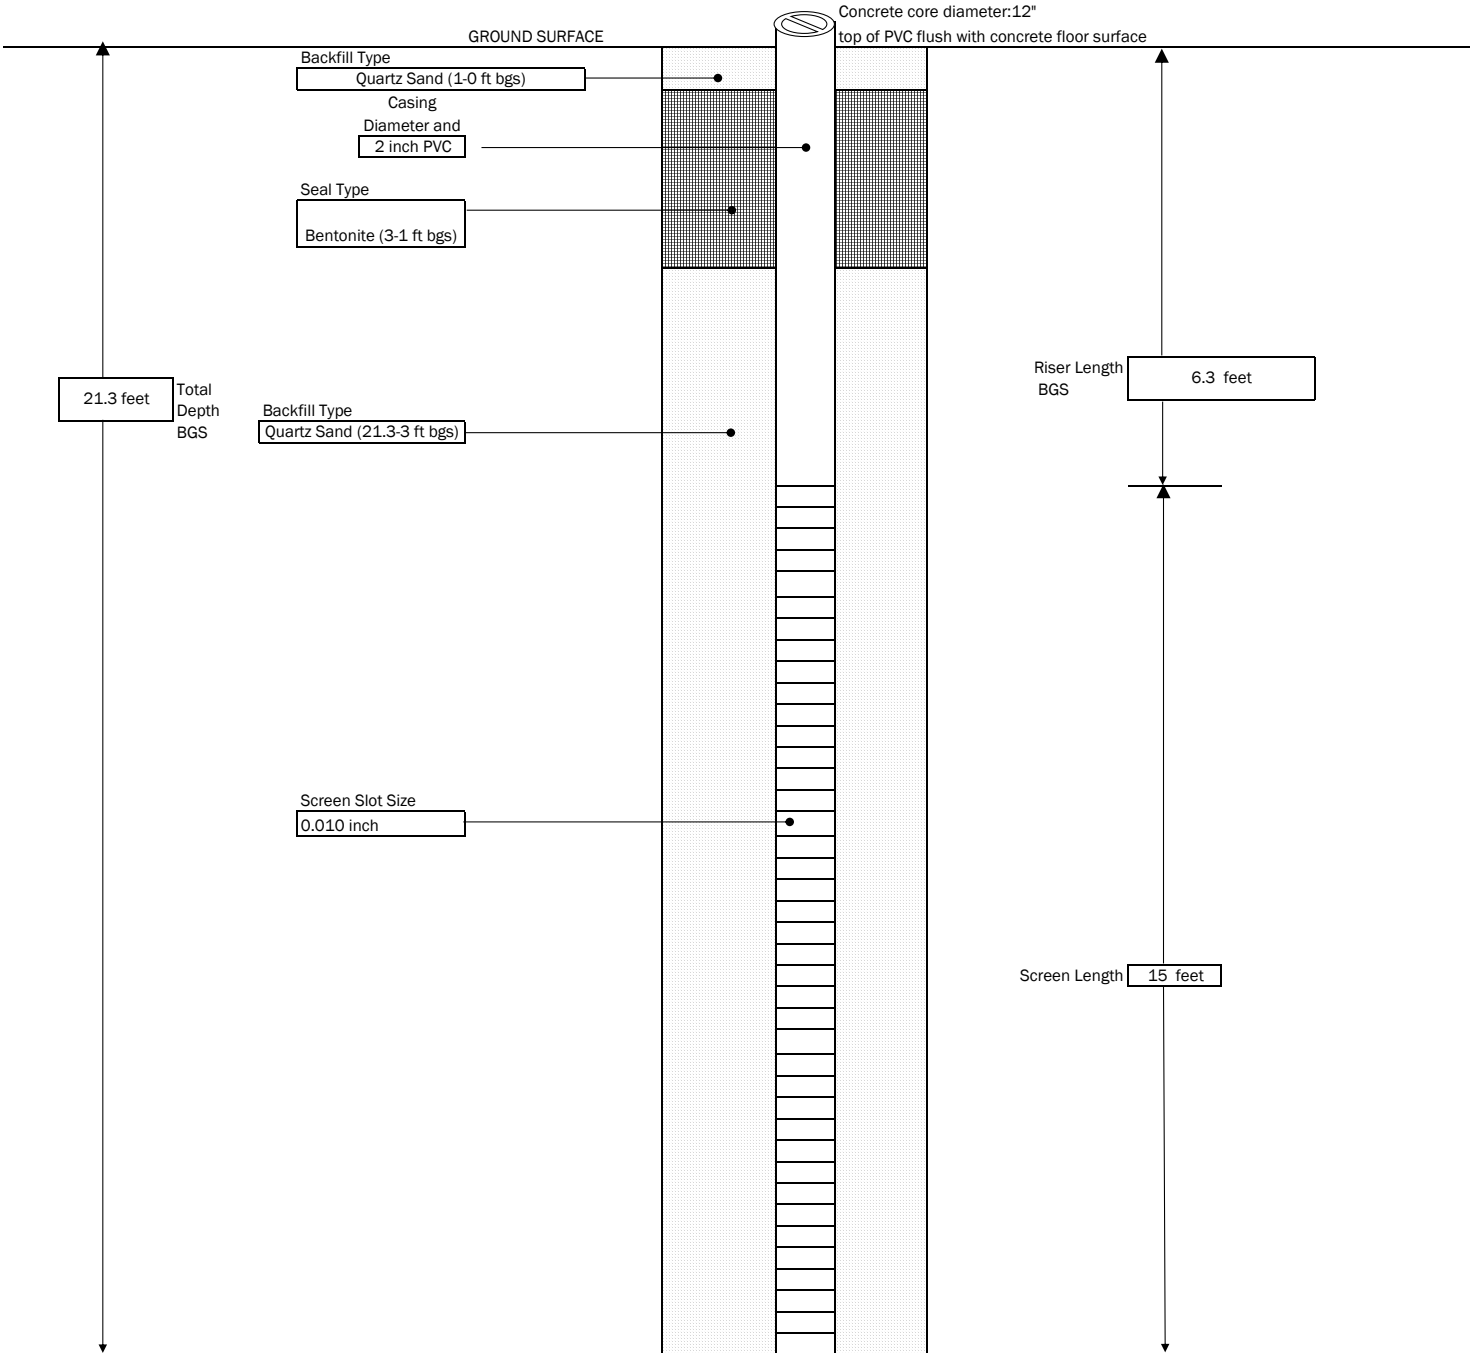 Concrete core diameter:12"
GROUND SURFACE
top of PVC flush with concrete floor surface
Backfill Type
Quartz Sand (1-0 ft bgs)
Casing
Diameter and
2 inch PVC
Seal Type
Bentonite (3-1 ft bgs)
Riser Length
BGS
6.3 feet
21.3 feet
Total
Depth
BGS
Backfill Type
Quartz Sand (21.3-3 ft bgs)
Screen Slot Size
0.010 inch
Screen Length
15 feet